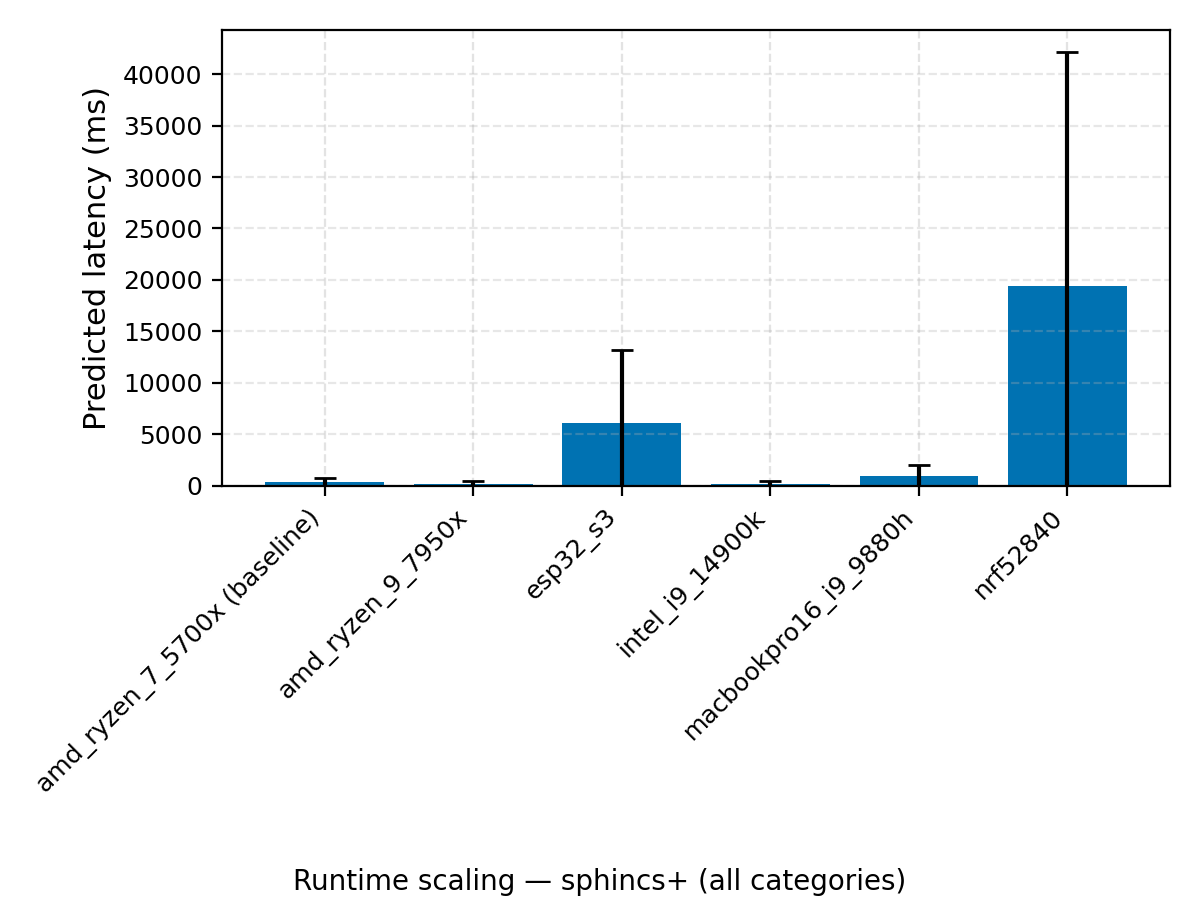 Predicted latency (ms)
40000
35000
30000
25000
20000
15000
10000
5000
0
amd_ryzen_7_5700x (baseline)
amd_ryzen_9_7950x
esp32_s3
intel_i9_14900k
macbookpro16_i9_9880h
nrf52840
Runtime scaling — sphincs+ (all categories)